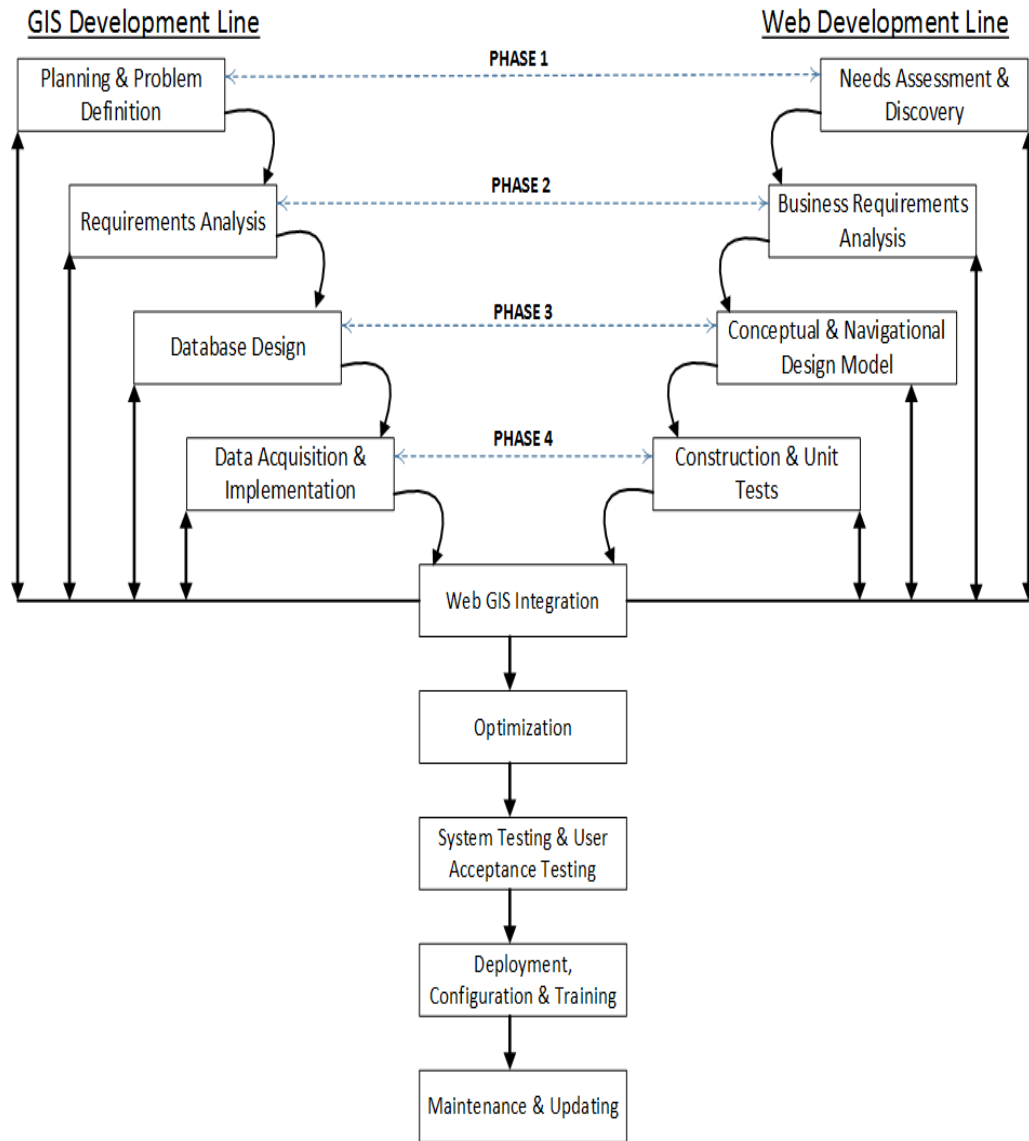 GIS Development Line
Web Development Line
PHASE 1
Planning & Problem
Definition
Needs Assessment &
Discovery
PHASE 2
Requirements Analysis
Business Requirements
Analysis
PHASE 3
Database Design
Conceptual & Navigational
Design Model
PHASE 4
Data Acquisition &
Implementation
Construction & Unit
Tests
Web GIS Integration
Optimization
System Testing & User
Acceptance Testing
Deployment,
Configuration & Training
Maintenance & Updating